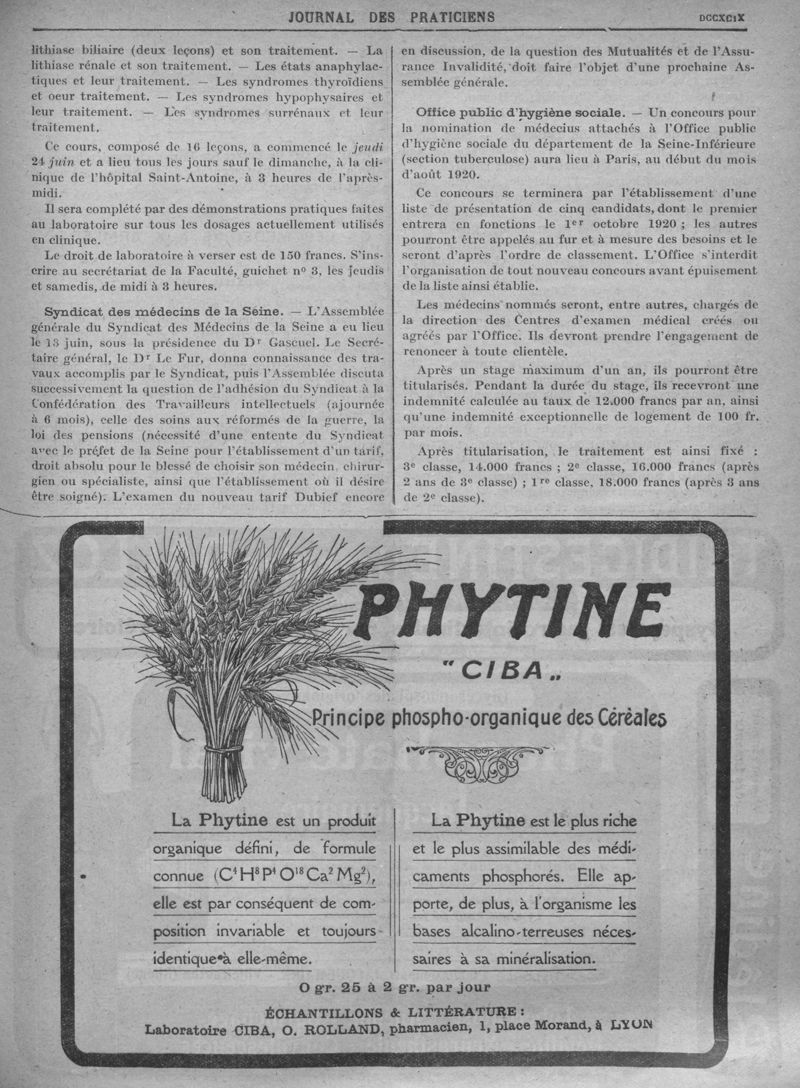 JOURNAL DES PRATICIENS
DCCXCIX
lithiase biliaire (deux leçons) et son traitement. — La
lithiase rénale et son traitement. — Les états anaphylac-
tiques et leur traitement. — Les syndromes thyroïdiens
et oeur traitement. — Les syndromes hypophysaires et
leur traitement. — Les syndromes surrénaux et leur
traitement.
Ce cours, composé de 16 leçons, a commencé le jeudi
24 juin et a lieu tous les jours sauf le dimanche, à la cli-
nique de l'hôpital Saint-Antoine, à 3 heures de l'après-
midi.
Il sera complété par des démonstrations pratiques faites
au laboratoire sur tous les dosages actuellement utilisés
en clinique.
Le droit de laboratoire à verser est de 150 francs. S'ins-
crire au secrétariat de la Faculté, guichet nº 3, les jeudis
et samedis, de midi à 3 heures.
Syndicat des médecins de la Seine. — L'Assemblée
générale du Syndicat des Médecins de la Seine a eu lieu
le 13 juin, sous la présidence du Dr Gascuel. Le Secré-
taire général, le Dr Le Fur, donna connaissance des tra-
vaux accomplis par le Syndicat, puis l'Assemblée discuta
successivement la question de l'adhésion du Syndicat à la
Confédération des Travailleurs intellectuels (ajournée
à 6 mois), celle des soins aux réformés de la guerre, la
loi des pensions (nécessité d'une entente du Syndicat
avec le préfet de la Seine pour l'établissement d'un tarif,
droit absolu pour le blessé de choisir son médecin, chirur-
gien ou spécialiste, ainsi que l'établissement où il désire
être soigné). L'examen du nouveau tarif Dubief encore
en discussion, de la question des Mutualités et de l'Assu-
rance Invalidité, doit faire l'objet d'une prochaine As-
semblée générale.
Office public d'hygiène sociale. — Un concours pour
la nomination de médecius attachés à l'Office public
d'hygiène sociale du département de la Seine-Inférieure
(section tuberculose) aura lieu à Paris, au début du mois
d'août 1920.
Ce concours se terminera par l'établissement d'une
liste de présentation de cinq candidats, dont le premier
entrera en fonctions le 1er octobre 1920 ; les autres
pourront être appelés au fur et à mesure des besoins et le
seront d'après l'ordre de classement. L'Office s'interdit
l'organisation de tout nouveau concours avant épuisement
de la liste ainsi établie.
Les médecins nommés seront, entre autres, chargés de
la direction des Centres d'examen médical créés ou
agréés par l'Office. Ils devront prendre l'engagement de
renoncer à toute clientèle.
Après un stage maximum d'un an, ils pourront être
titularisés. Pendant la durée du stage, ils recevront une
indemnité calculée au taux de 12.000 francs par an, ainsi
qu'une indemnité exceptionnelle de logement de 100 fr.
par mois.
Après titularisation, le traitement est ainsi fixé :
3e classe, 14.000 francs ; 2e classe, 16.000 francs (après
2 ans de 3e classe) ; 1re classe, 18.000 francs (après 3 ans
de 2e classe).
PHYTINE
"CIBA„
Principe phospho-organique des Céréales
La Phytine est un produit
organique défini, de formule
connue (C⁴H⁸P⁴O¹⁸Ca²Mg²),
elle est par conséquent de com-
position invariable et toujours
identique à elle-même.
La Phytine est le plus riche
et le plus assimilable des médi-
caments phosphorés. Elle ap-
porte, de plus, à l'organisme les
bases alcalino-terreuses néces-
saires à sa minéralisation.
0 gr. 25 à 2 gr. par jour
ÉCHANTILLONS & LITTÉRATURE :
Laboratoire CIBA, O. ROLLAND, pharmacien, 1, place Morand, à LYON